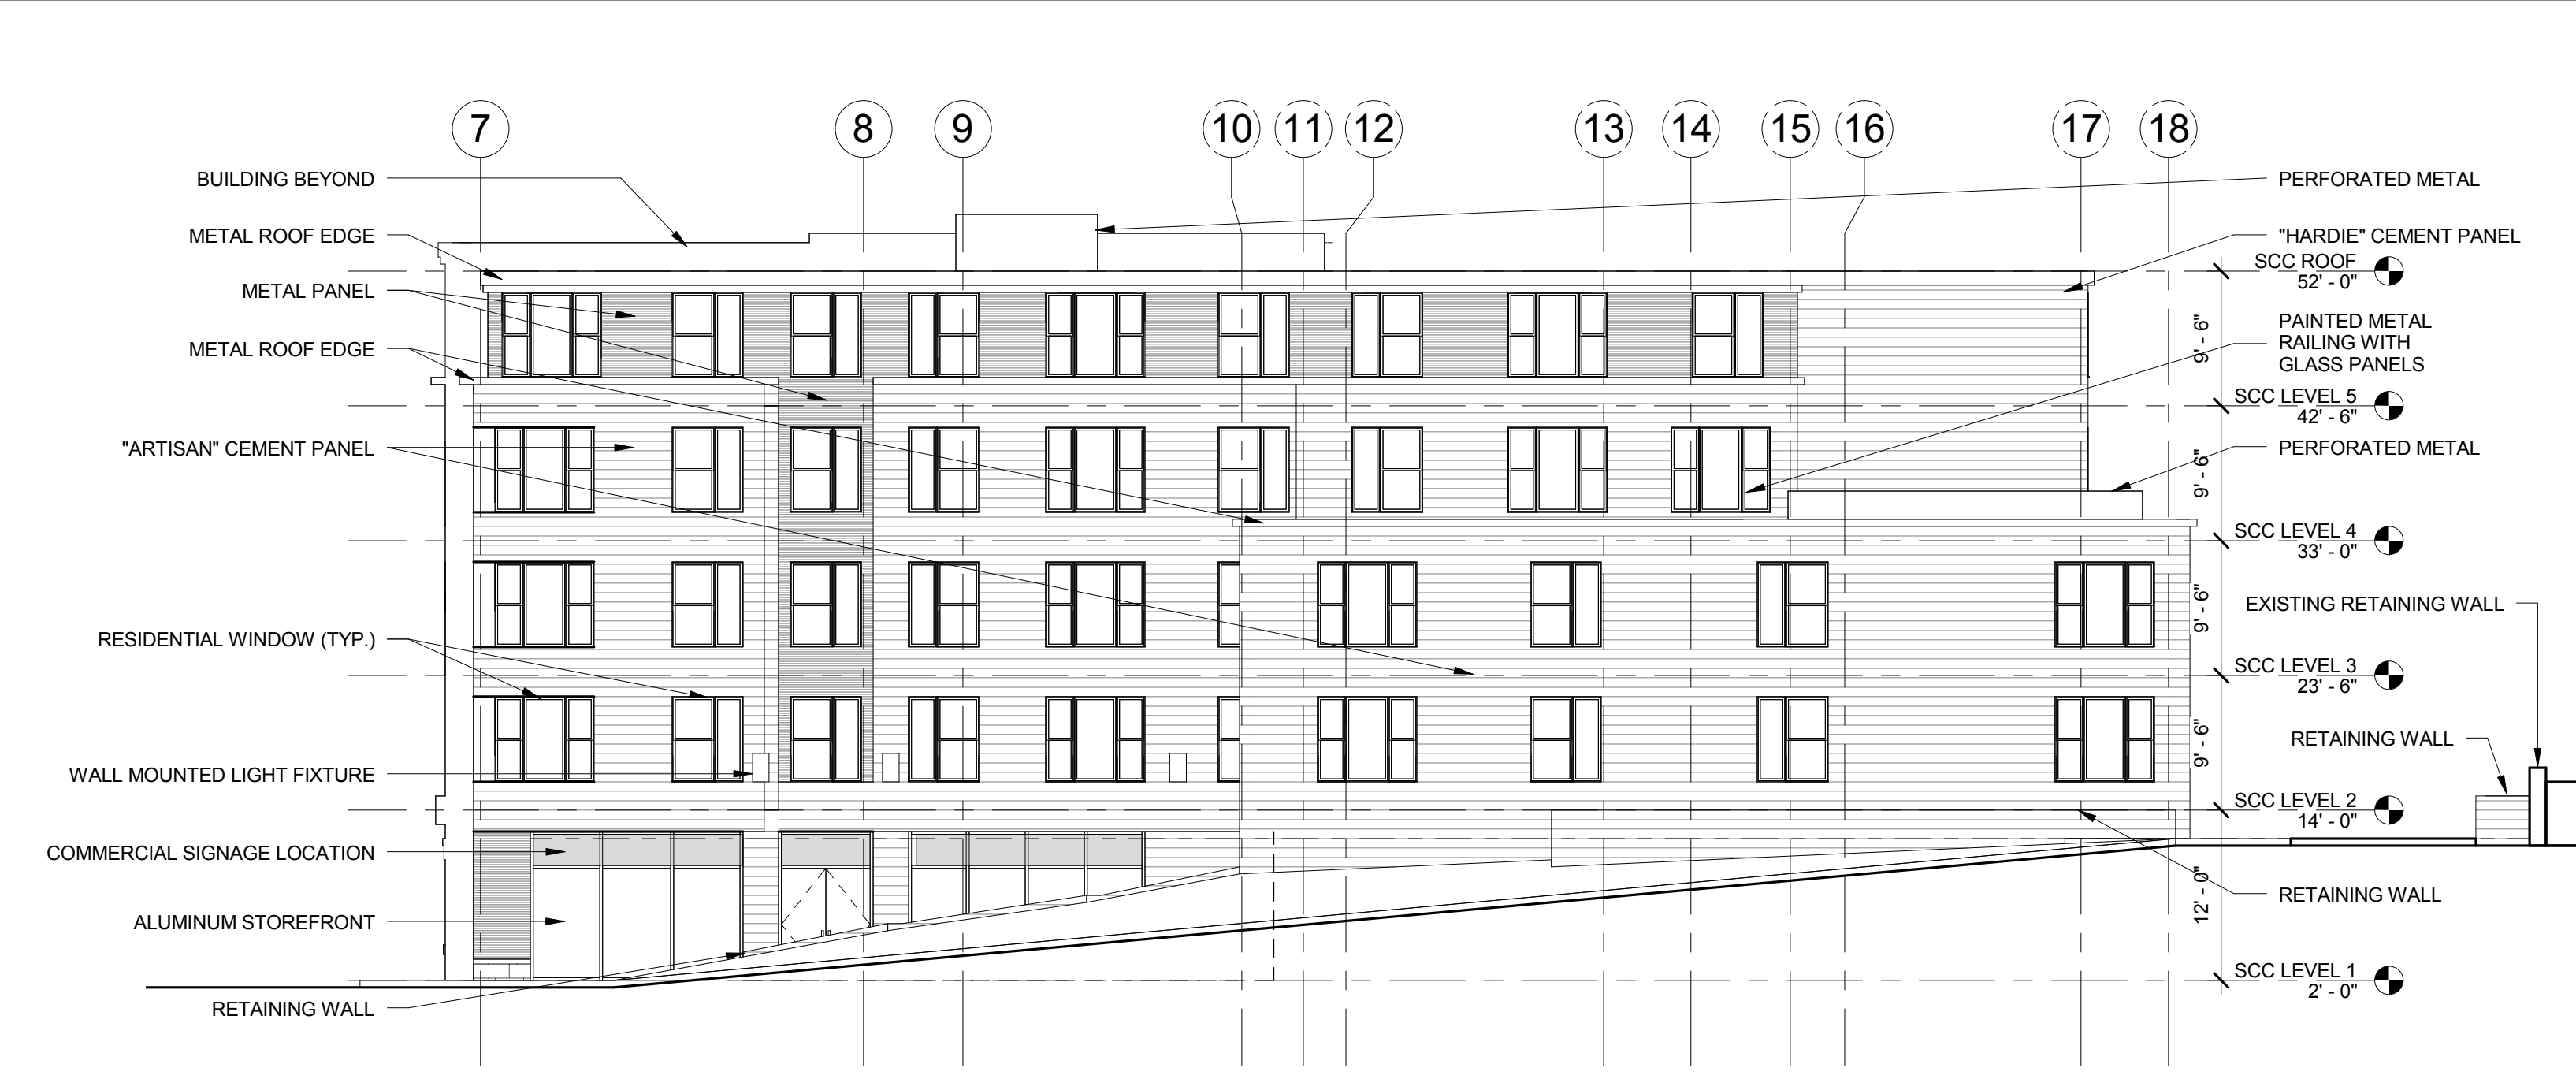 7
8
9
10
11
12
13
14
15
16
17
18
BUILDING BEYOND
METAL ROOF EDGE
METAL PANEL
METAL ROOF EDGE
"ARTISAN" CEMENT PANEL
RESIDENTIAL WINDOW (TYP.)
WALL MOUNTED LIGHT FIXTURE
COMMERCIAL SIGNAGE LOCATION
ALUMINUM STOREFRONT
RETAINING WALL
PERFORATED METAL
"HARDIE" CEMENT PANEL
SCC ROOF
52' - 0"
9' - 6"
PAINTED METAL
RAILING WITH
GLASS PANELS
SCC LEVEL 5
42' - 6"
PERFORATED METAL
9' - 6"
SCC LEVEL 4
33' - 0"
9' - 6"
EXISTING RETAINING WALL
SCC LEVEL 3
23' - 6"
9' - 6"
RETAINING WALL
SCC LEVEL 2
14' - 0"
12' - 0"
RETAINING WALL
SCC LEVEL 1
2' - 0"